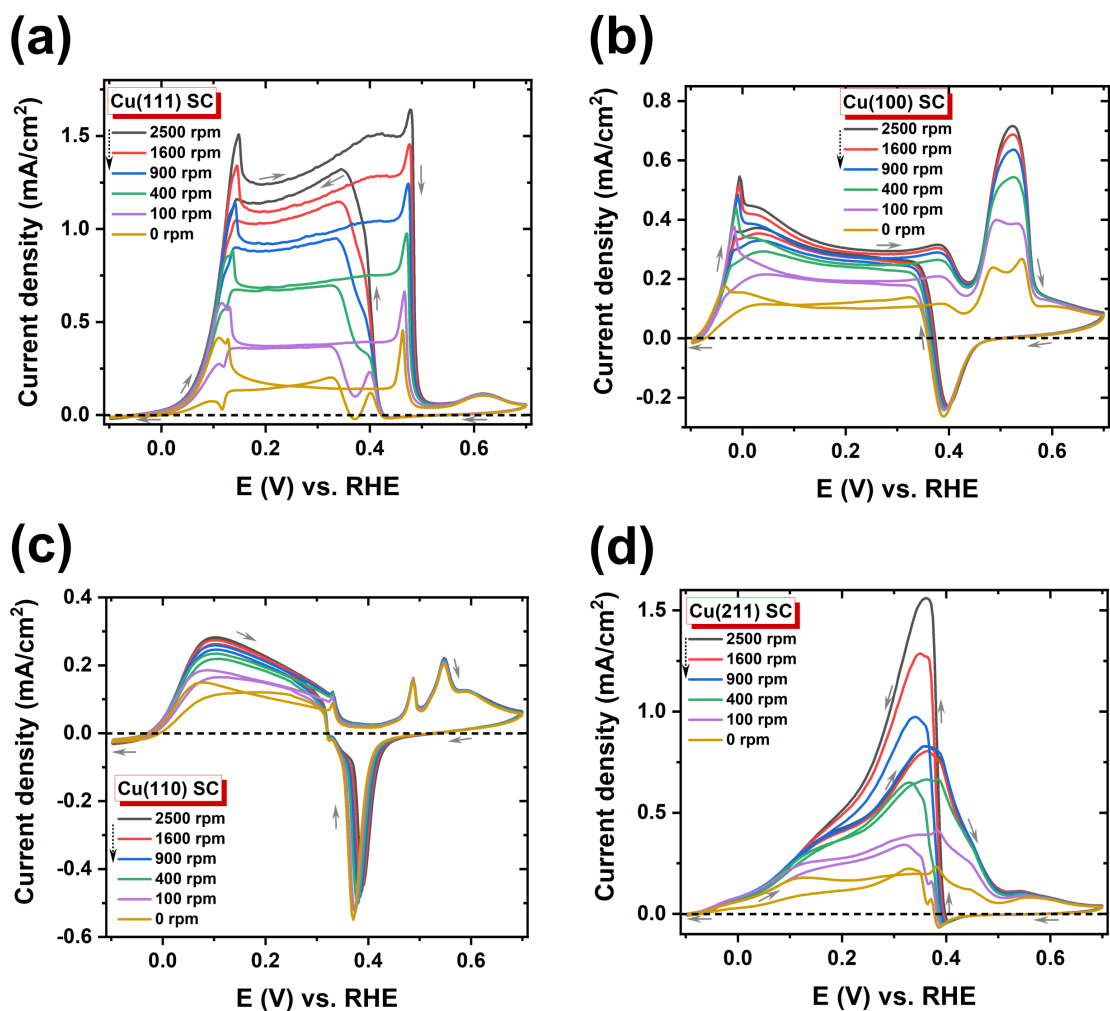 (a)
Current density (mA/cm²)
1.5
1.0
0.5
0.0
Cu(111) SC
2500 rpm
1600 rpm
900 rpm
400 rpm
100 rpm
0 rpm
0.0 0.2 0.4 0.6
E (V) vs. RHE
(b)
Current density (mA/cm²)
0.8
0.6
0.4
0.2
0.0
-0.2
Cu(100) SC
2500 rpm
1600 rpm
900 rpm
400 rpm
100 rpm
0 rpm
0.0 0.2 0.4 0.6
E (V) vs. RHE
(c)
Current density (mA/cm²)
0.4
0.2
0.0
-0.2
-0.4
-0.6
Cu(110) SC
2500 rpm
1600 rpm
900 rpm
400 rpm
100 rpm
0 rpm
0.0 0.2 0.4 0.6
E (V) vs. RHE
(d)
Current density (mA/cm²)
1.5
1.0
0.5
0.0
Cu(211) SC
2500 rpm
1600 rpm
900 rpm
400 rpm
100 rpm
0 rpm
0.0 0.2 0.4 0.6
E (V) vs. RHE